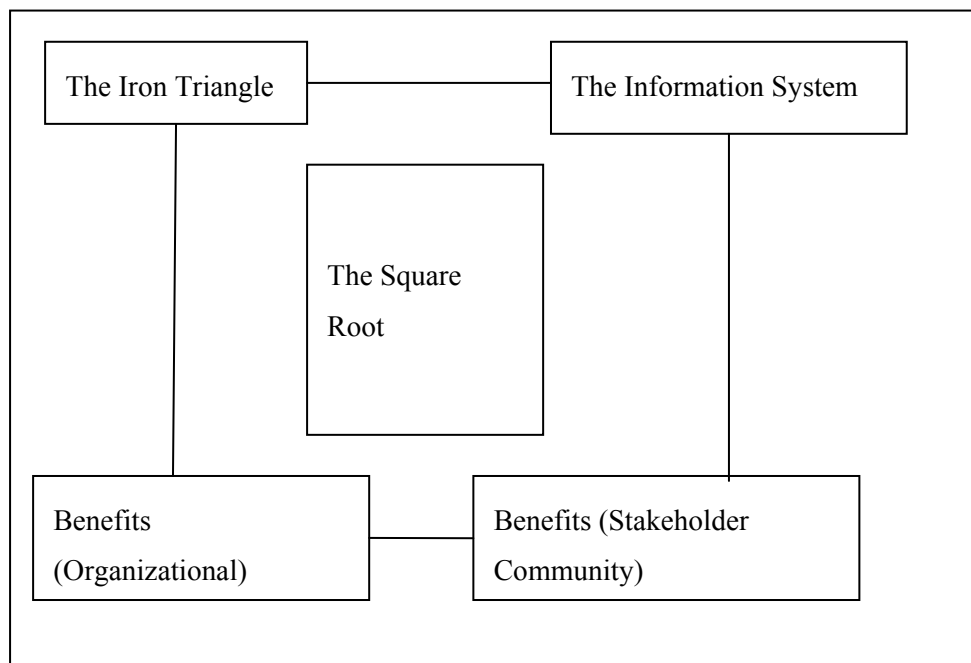 The Iron Triangle
The Information System
The Square
Root
Benefits
(Organizational)
Benefits (Stakeholder
Community)